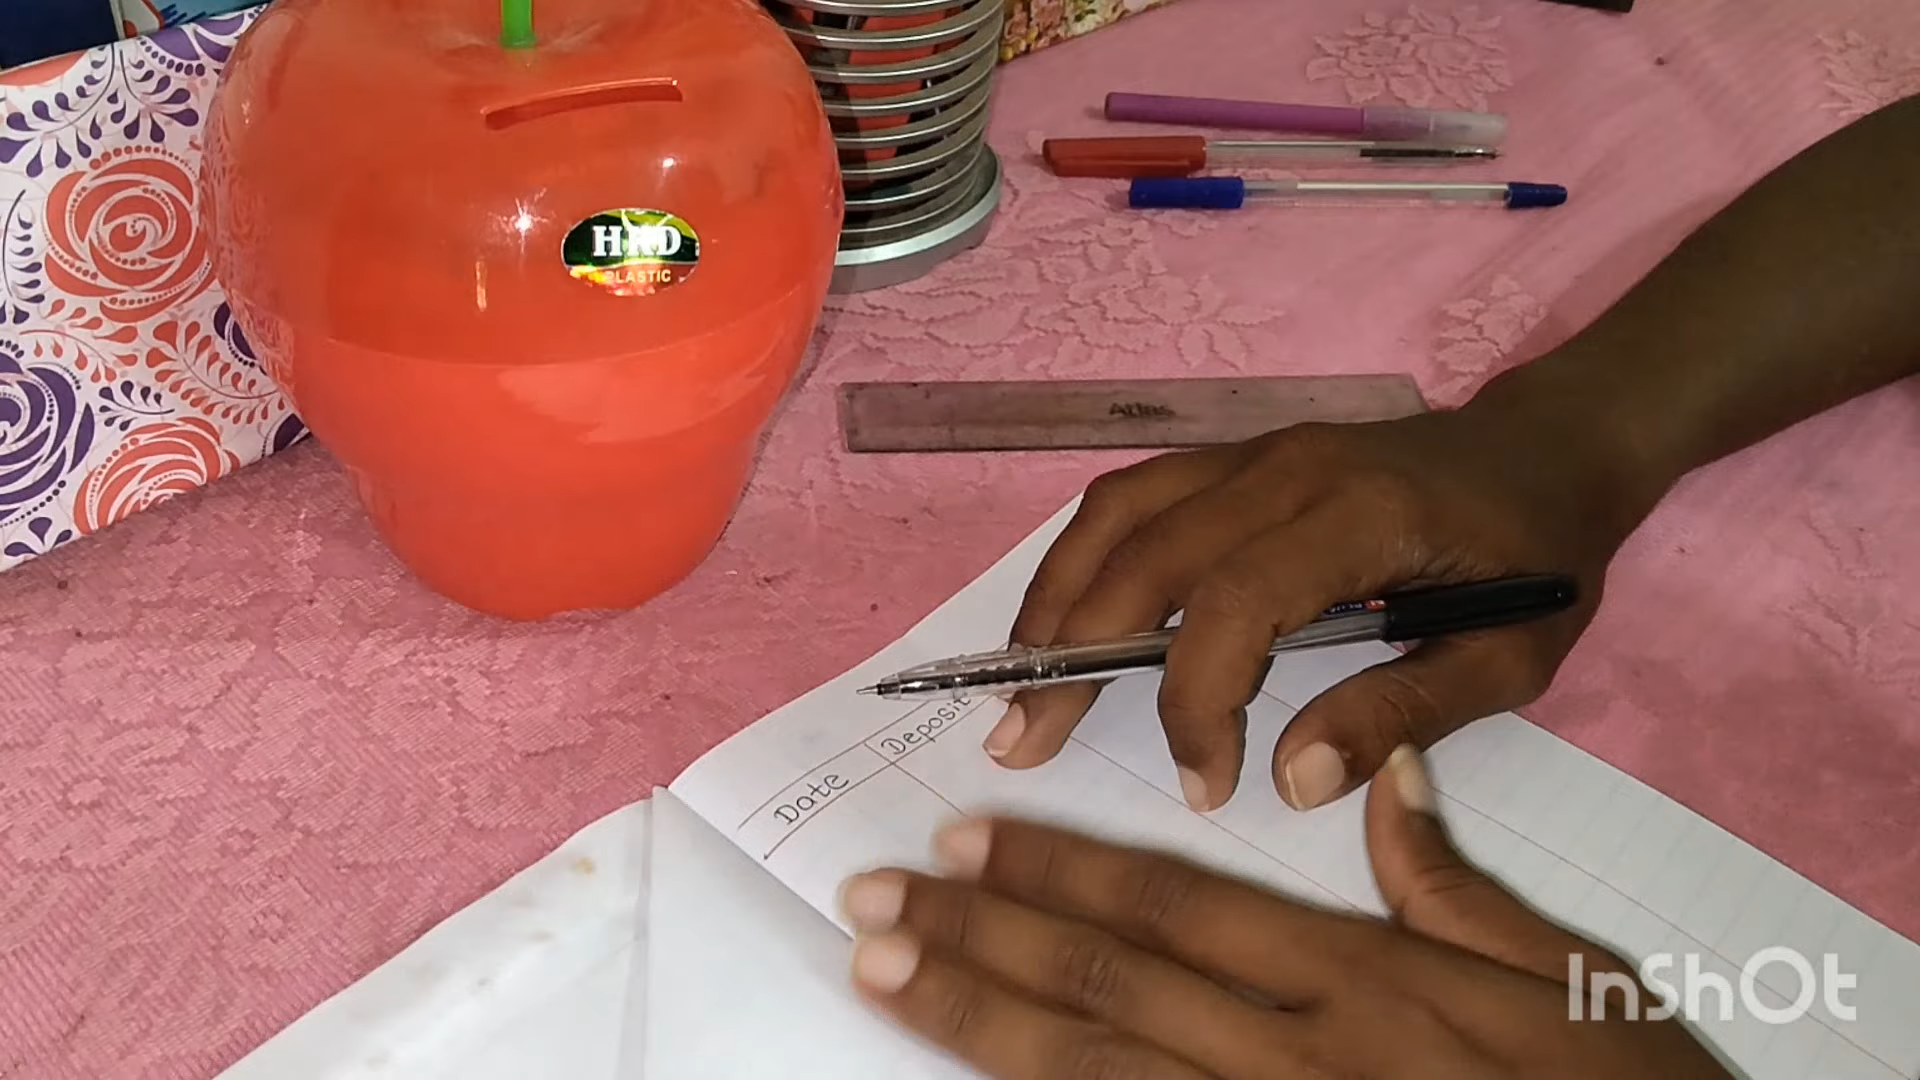 HRD
PLASTIC
Atlas
Date
Deposit
InShOt